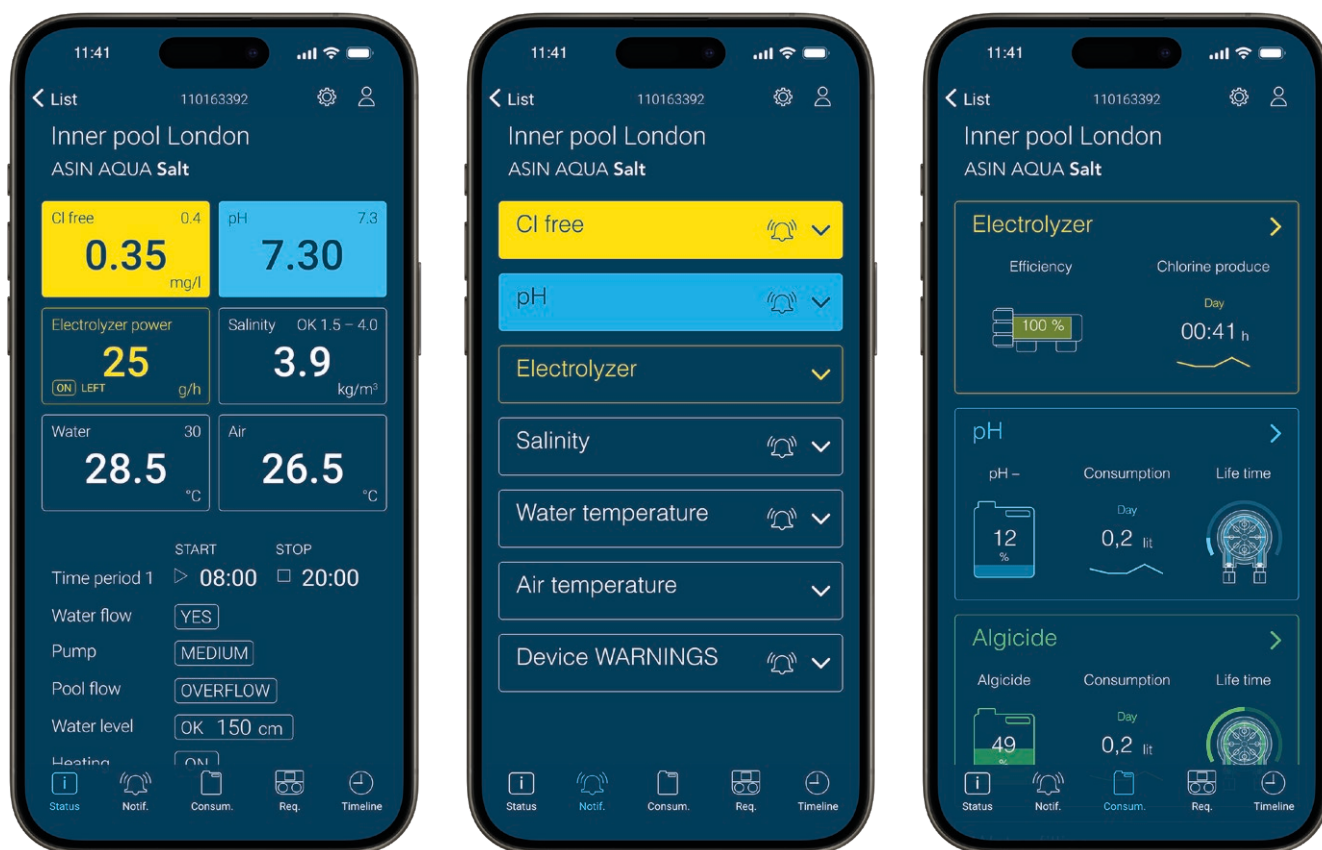 11:41
List
110163392
Inner pool London
ASIN AQUA Salt
Cl free 0.4
0.35
mg/l
pH 7.3
7.30
Electrolyzer power
25
ON LEFT g/h
Salinity OK 1.5 – 4.0
3.9
kg/m³
Water 30
28.5
°C
Air
26.5
°C
START STOP
Time period 1 08:00 20:00
Water flow YES
Pump MEDIUM
Pool flow OVERFLOW
Water level OK 150 cm
Heating ON
Status Notif. Consum. Req. Timeline
11:41
List
110163392
Inner pool London
ASIN AQUA Salt
Cl free
pH
Electrolyzer
Salinity
Water temperature
Air temperature
Device WARNINGS
Status Notif. Consum. Req. Timeline
11:41
List
110163392
Inner pool London
ASIN AQUA Salt
Electrolyzer
Efficiency Chlorine produce
100 %
Day
00:41 h
pH
pH – Consumption Life time
12
%
Day
0,2 lit
Algicide
Algicide Consumption Life time
49
%
Day
0,2 lit
Status Notif. Consum. Req. Timeline